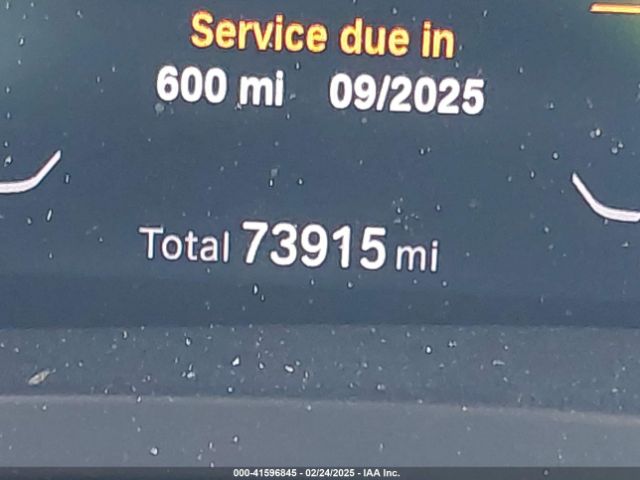 Service due in
600 mi 09/2025
Total 73915 mi
000-41596845 - 02/24/2025 - IAA Inc.